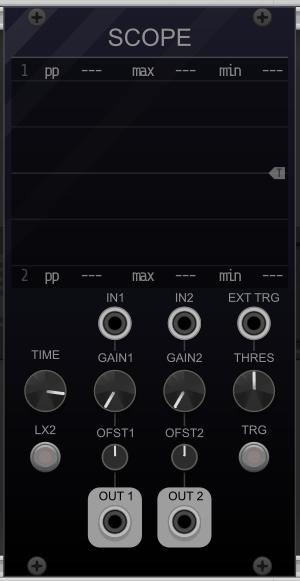 SCOPE
1 pp --- max --- min ---
T
2 pp --- max --- min ---
IN1 IN2 EXT TRG
TIME GAIN1 GAIN2 THRES
LX2 OFST1 OFST2 TRG
OUT 1 OUT 2